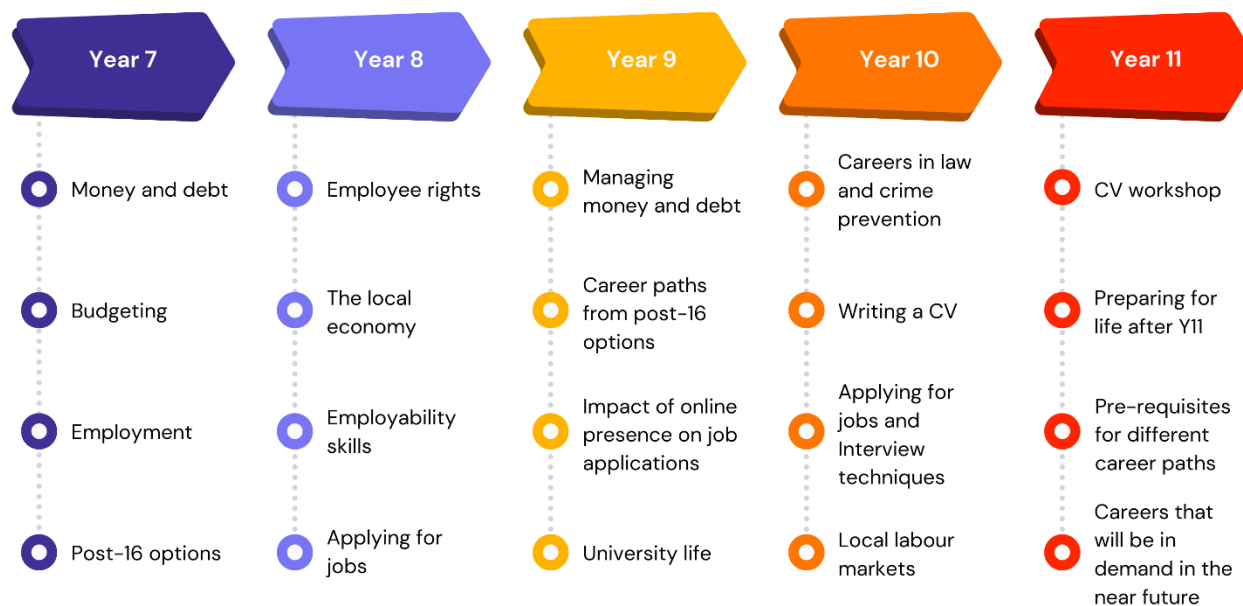 Year 7
Money and debt
Budgeting
Employment
Post-16 options
Year 8
Employee rights
The local
economy
Employability
skills
Applying for
jobs
Year 9
Managing
money and debt
Career paths
from post-16
options
Impact of online
presence on job
applications
University life
Year 10
Careers in law
and crime
prevention
Writing a CV
Applying for
jobs and
Interview
techniques
Local labour
markets
Year 11
CV workshop
Preparing for
life after Y11
Pre-requisites
for different
career paths
Careers that
will be in
demand in the
near future